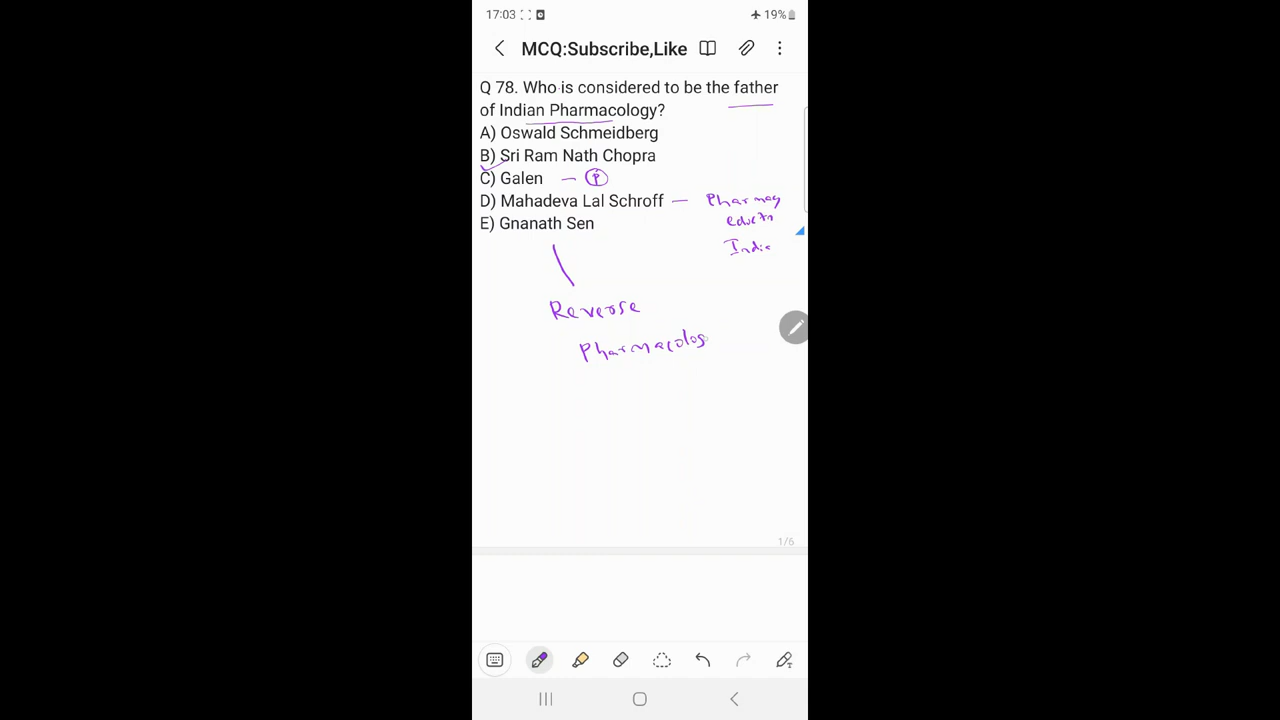 17:03 19%
MCQ:Subscribe,Like
Q 78. Who is considered to be the father
of Indian Pharmacology?
A) Oswald Schmeidberg
B) Sri Ram Nath Chopra
C) Galen — P
D) Mahadeva Lal Schroff — Pharmacy
E) Gnanath Sen
India
Reverse
Pharmacolog
1/6